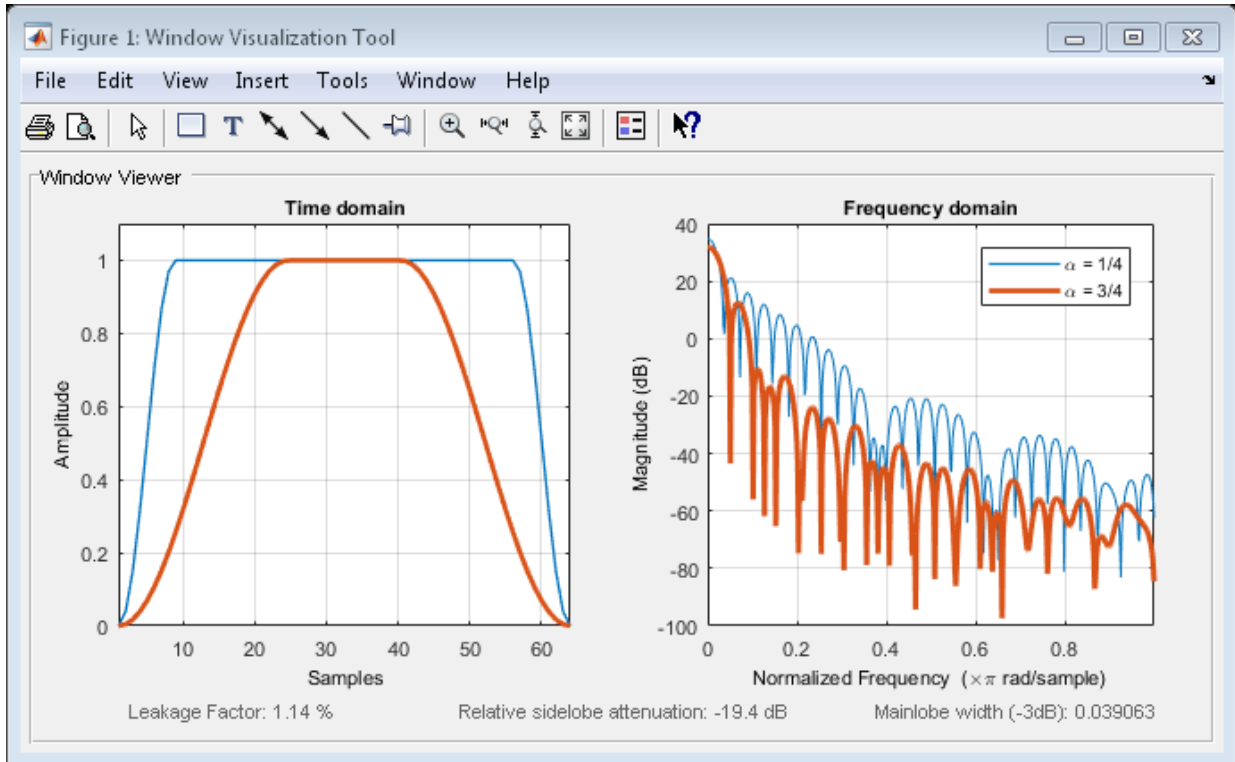 Figure 1: Window Visualization Tool
File Edit View Insert Tools Window Help
T
?
Window Viewer
Time domain
1
0.8
0.6
0.4
0.2
0
Amplitude
10 20 30 40 50 60
Samples
Frequency domain
40
20
0
-20
-40
-60
-80
-100
Magnitude (dB)
α = 1/4
α = 3/4
0 0.2 0.4 0.6 0.8
Normalized Frequency (×π rad/sample)
Leakage Factor: 1.14 %
Relative sidelobe attenuation: -19.4 dB
Mainlobe width (-3dB): 0.039063